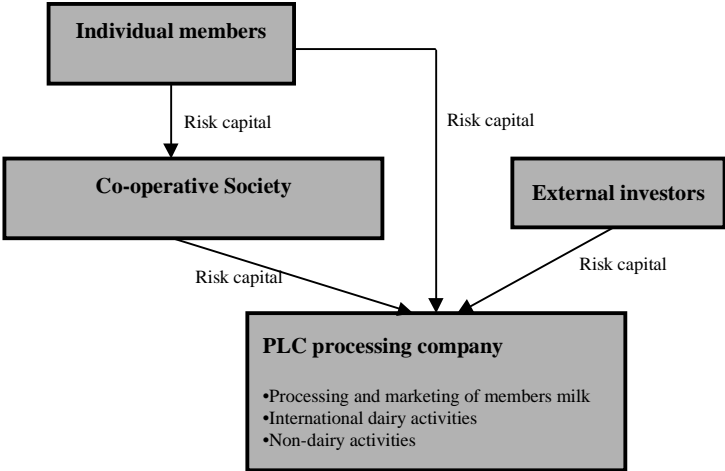 Individual members
Risk capital
Risk capital
Co-operative Society
External investors
Risk capital
Risk capital
PLC processing company
•Processing and marketing of members milk
•International dairy activities
•Non-dairy activities